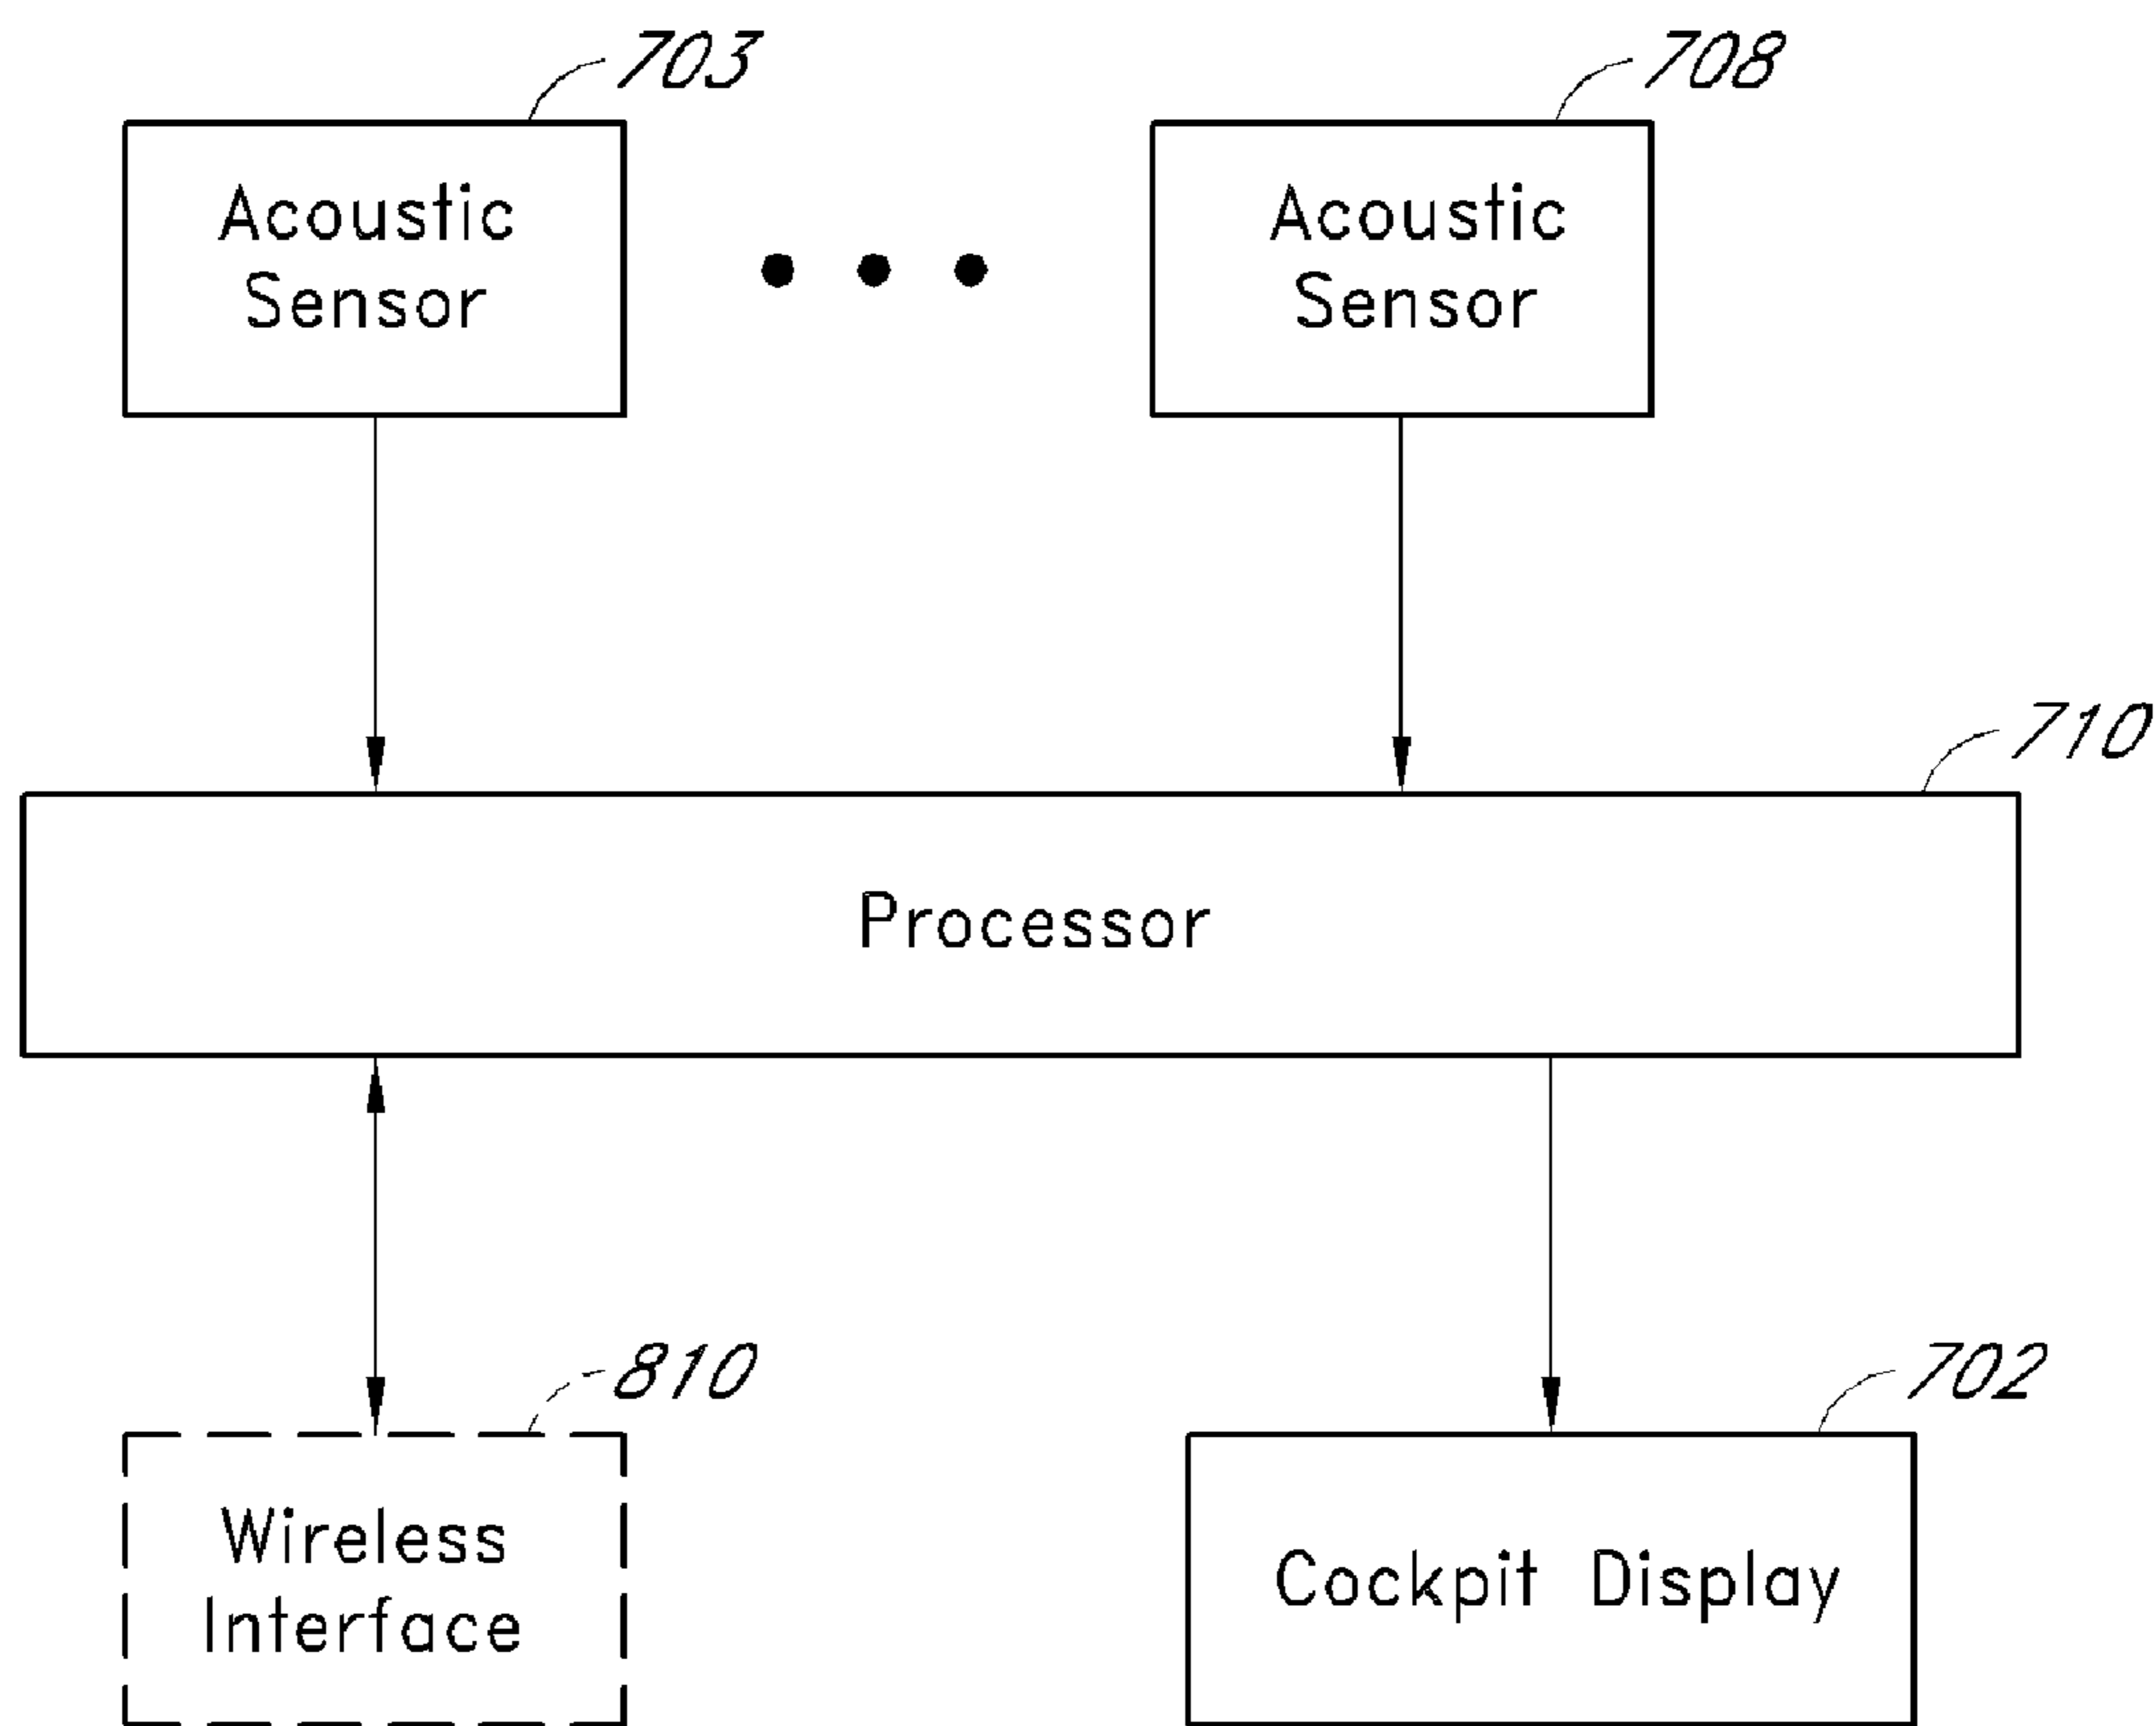 703
708
Acoustic
Sensor
Acoustic
Sensor
710
Processor
810
702
Wireless
Interface
Cockpit Display